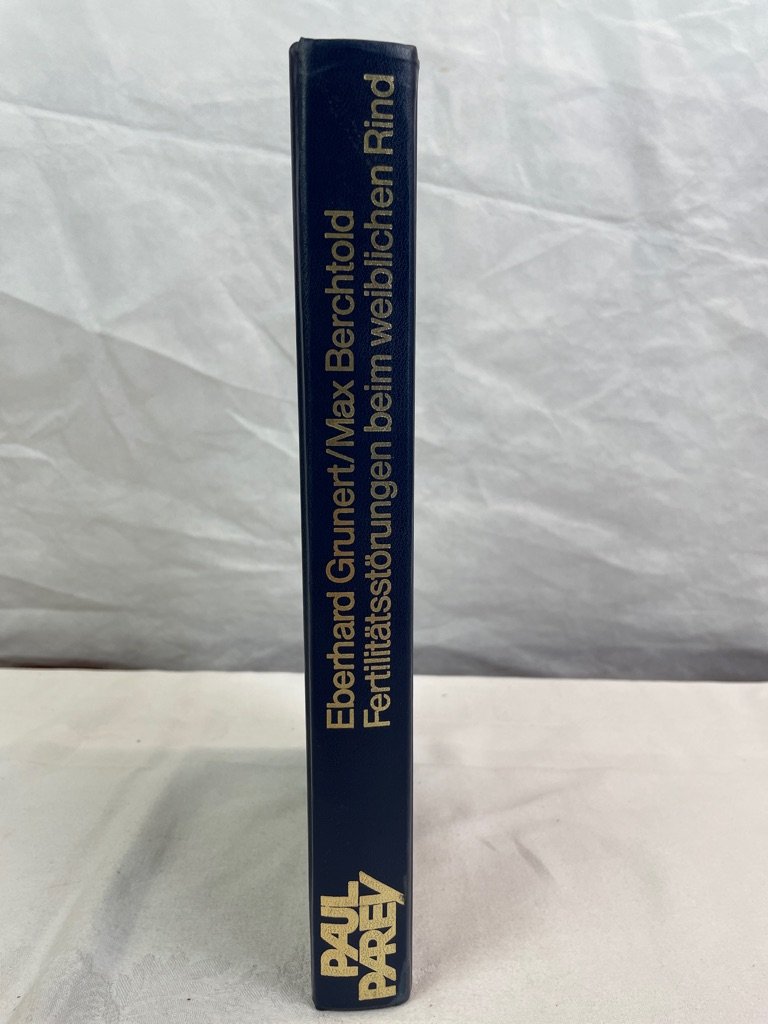 Eberhard Grunert/Max Berchtold
Fertilitätsstörungen beim weiblichen Rind
PAUL
PAREY